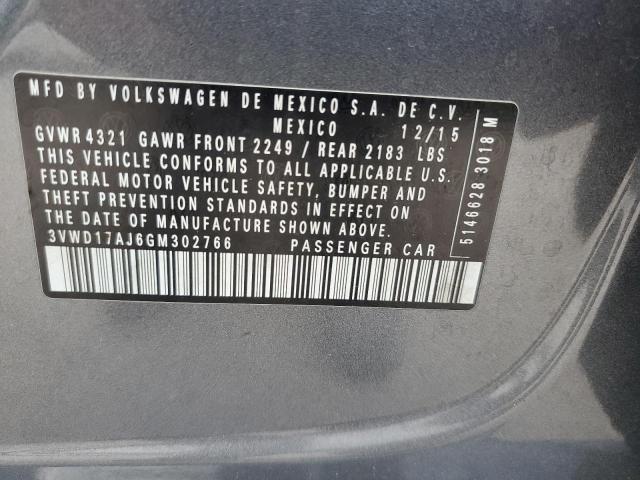 MFD BY VOLKSWAGEN DE MEXICO S.A. DE C.V.
MEXICO 12/15
GVWR 4321 GAWR FRONT 2249 / REAR 2183 LBS
THIS VEHICLE CONFORMS TO ALL APPLICABLE U.S.
FEDERAL MOTOR VEHICLE SAFETY, BUMPER AND
THEFT PREVENTION STANDARDS IN EFFECT ON
THE DATE OF MANUFACTURE SHOWN ABOVE.
3VWD17AJ6GM302766 PASSENGER CAR
5146628 3018 M